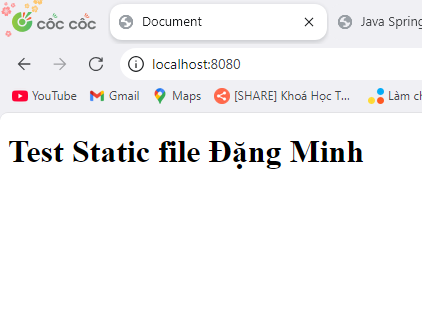 cốc cốc
Document
Java Spring
localhost:8080
YouTube
Gmail
Maps
[SHARE] Khoá Học T...
Làm ch
Test Static file Đặng Minh